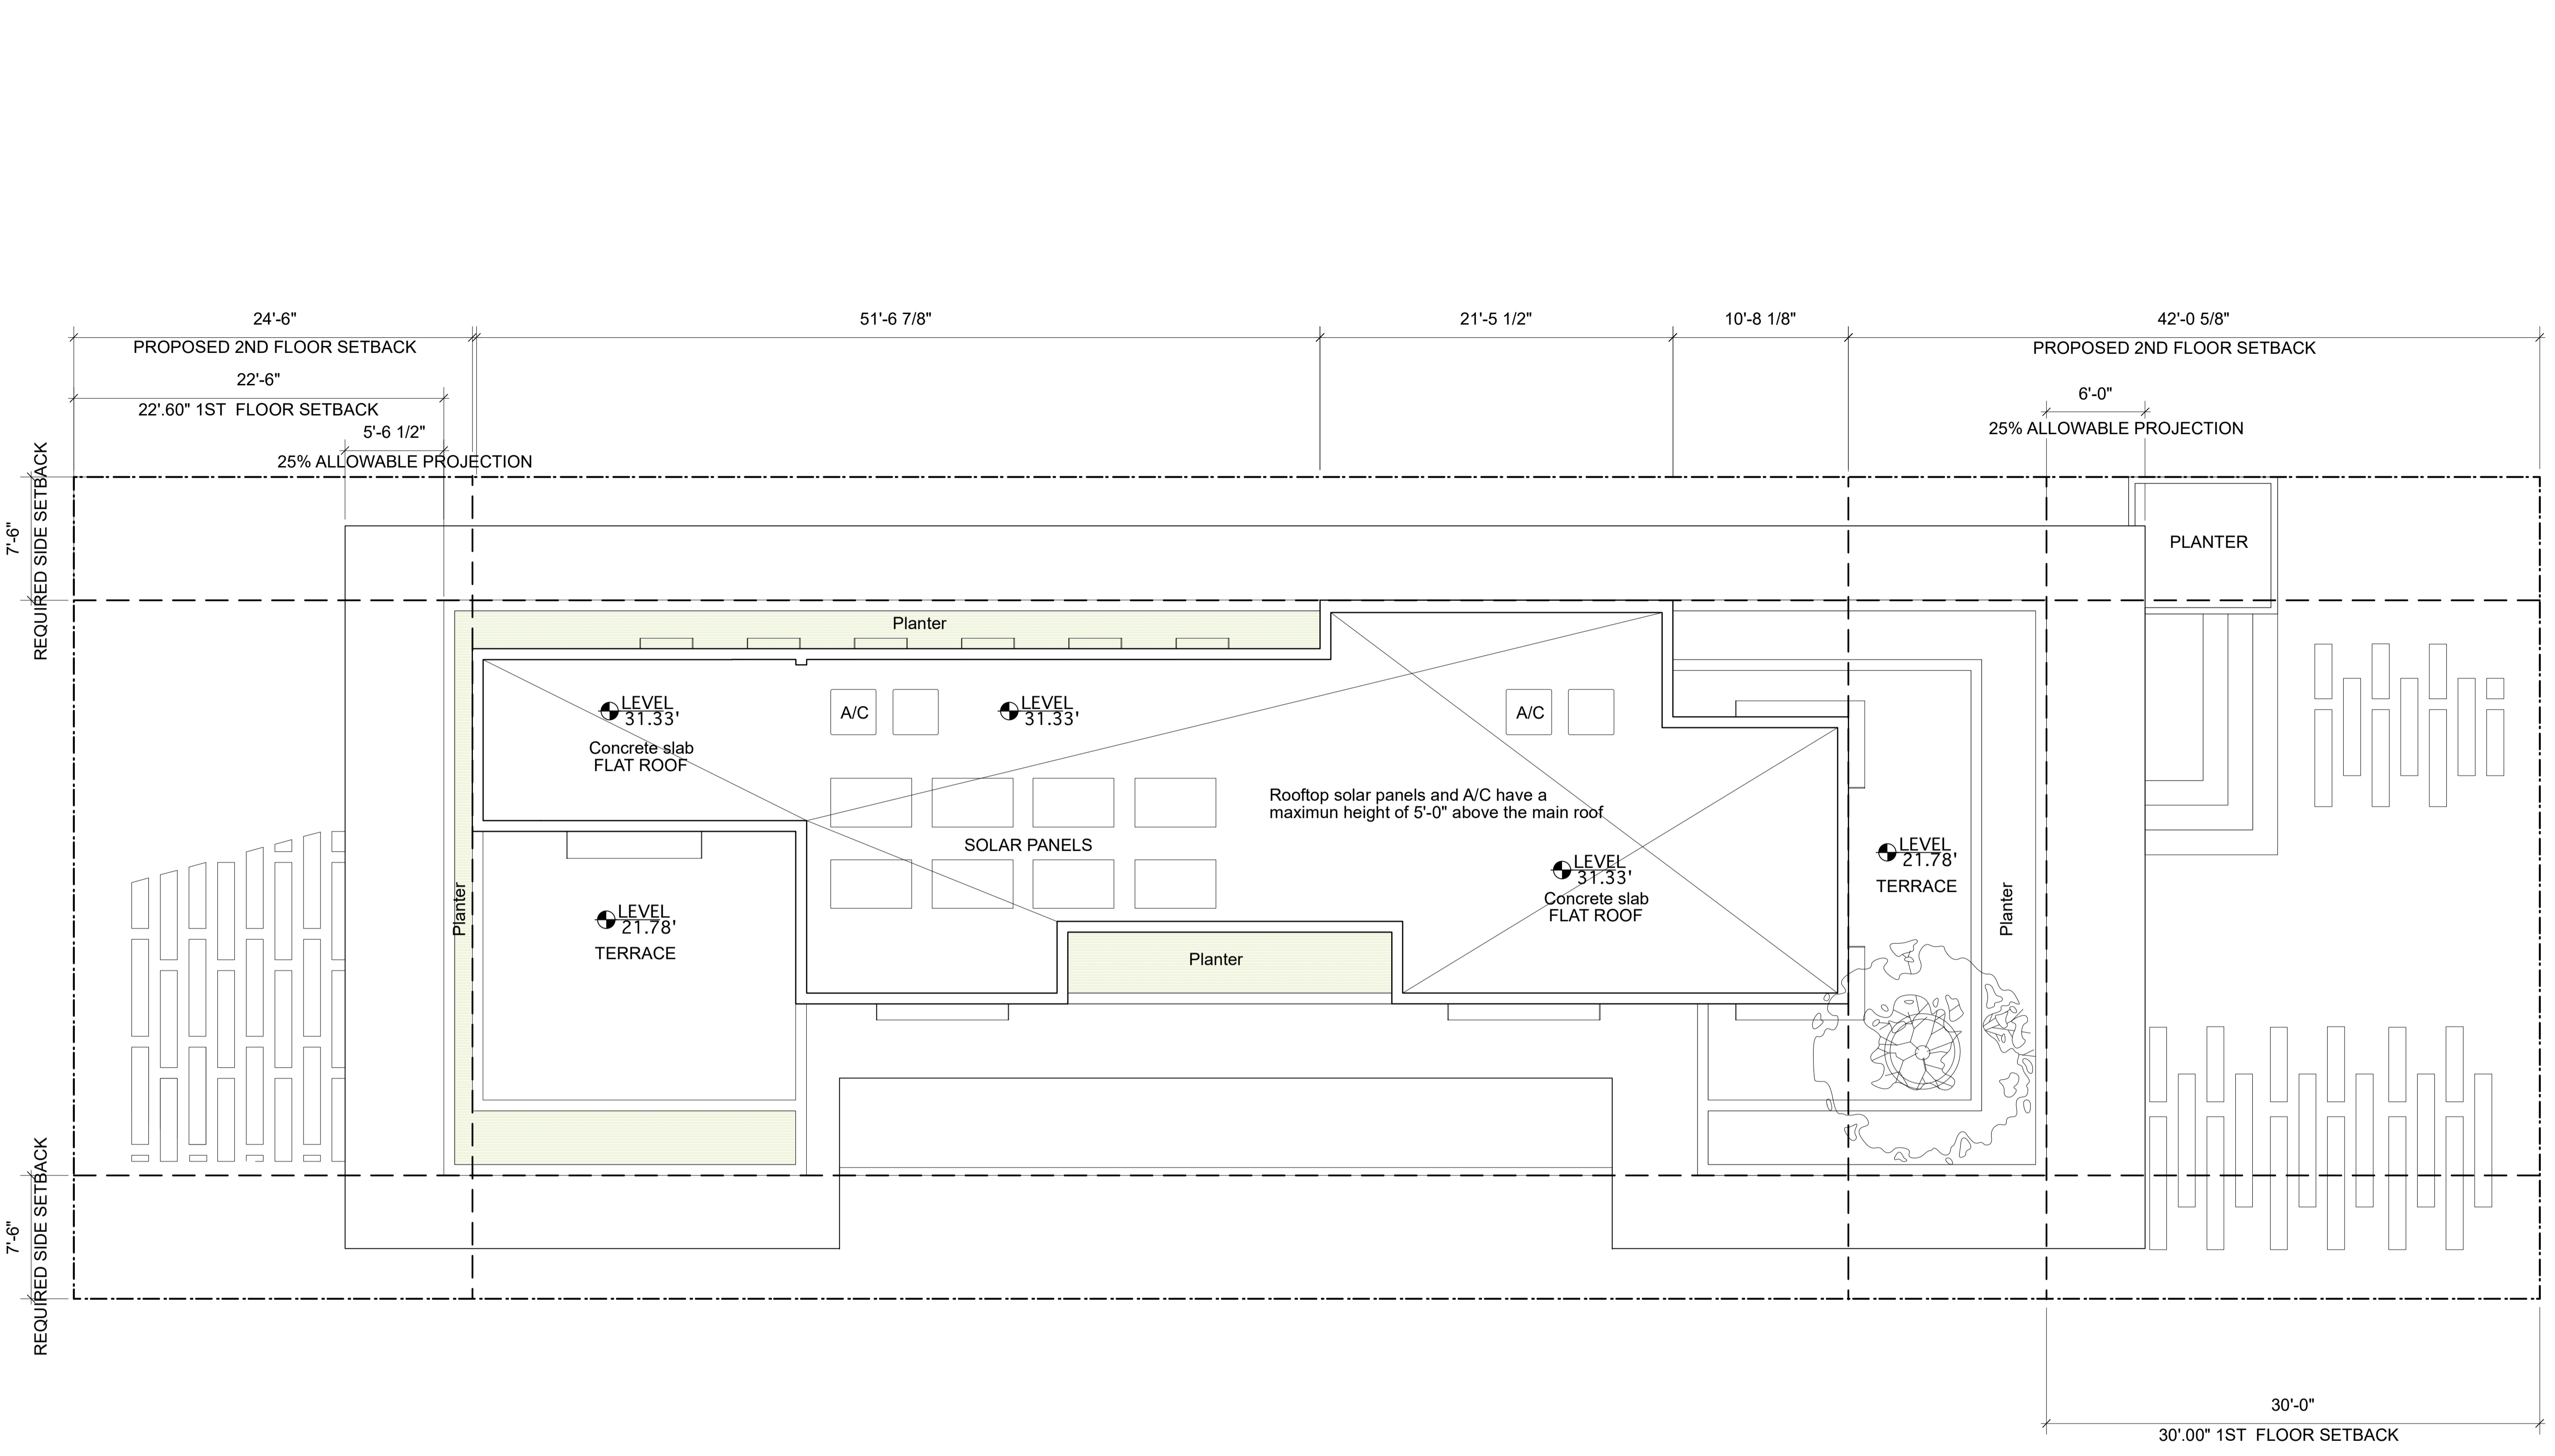 24'-6"
51'-6 7/8"
21'-5 1/2"
10'-8 1/8"
42'-0 5/8"
PROPOSED 2ND FLOOR SETBACK
PROPOSED 2ND FLOOR SETBACK
22'-6"
22'.60" 1ST  FLOOR SETBACK
6'-0"
25% ALLOWABLE PROJECTION
5'-6 1/2"
25% ALLOWABLE PROJECTION
7'-6"
REQUIRED SIDE SETBACK
PLANTER
Planter
LEVEL
31.33'
Concrete slab
FLAT ROOF
A/C
LEVEL
31.33'
A/C
Rooftop solar panels and A/C have a
maximun height of 5'-0" above the main roof
SOLAR PANELS
LEVEL
31.33'
Concrete slab
FLAT ROOF
LEVEL
21.78'
TERRACE
Planter
Planter
LEVEL
21.78'
TERRACE
Planter
7'-6"
REQUIRED SIDE SETBACK
30'-0"
30'.00" 1ST  FLOOR SETBACK